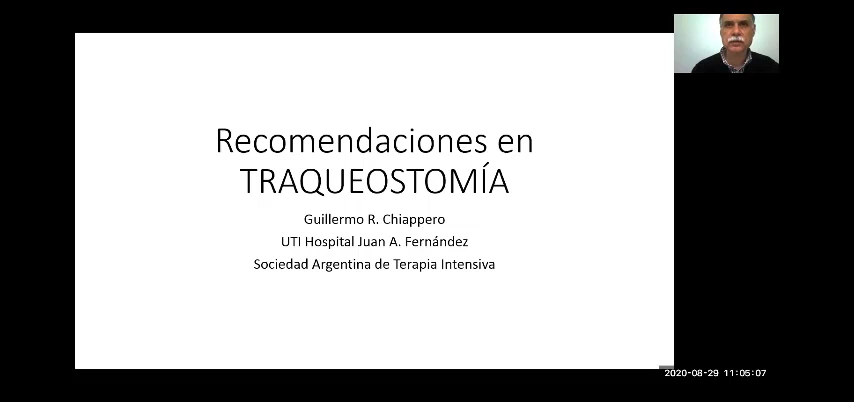 Recomendaciones en
TRAQUEOSTOMÍA
Guillermo R. Chiappero
UTI Hospital Juan A. Fernández
Sociedad Argentina de Terapia Intensiva
2020-08-29 11:05:07